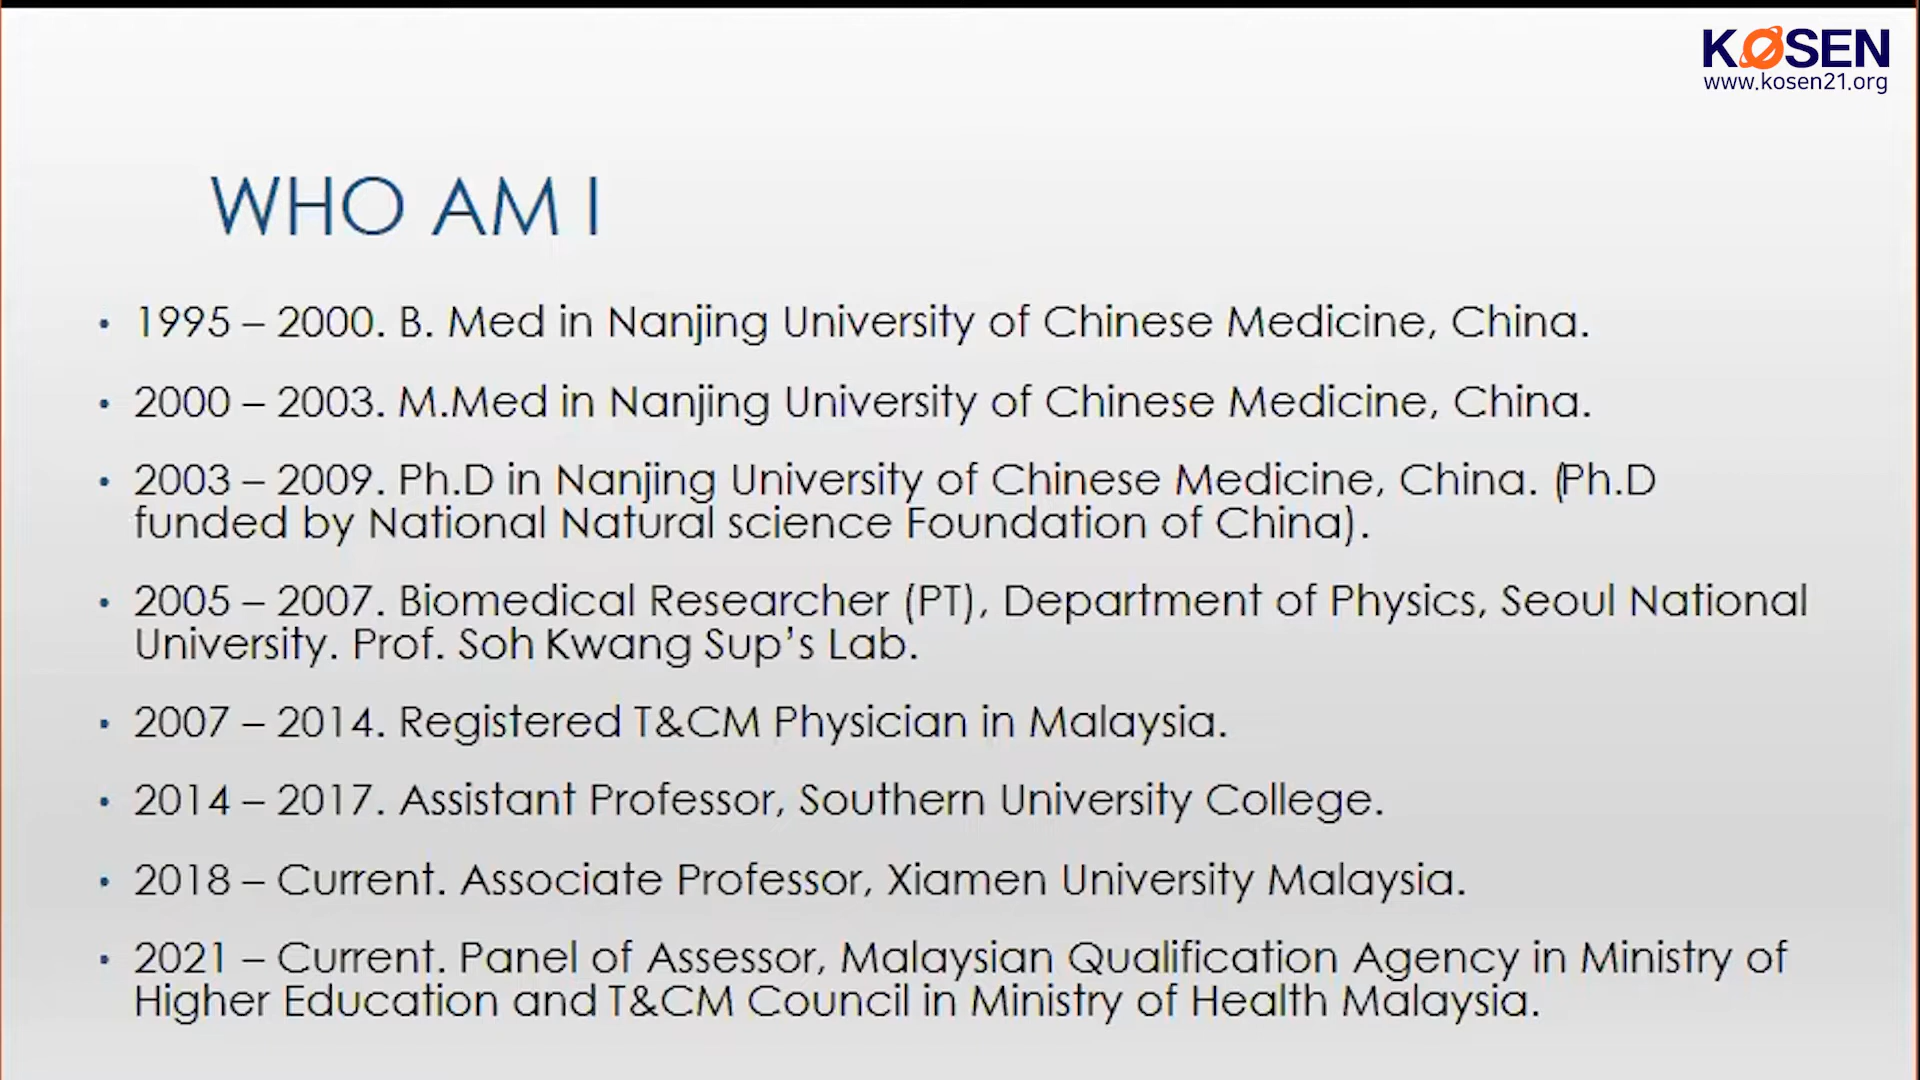 KOSEN
www.kosen21.org
WHO AM I
• 1995 – 2000. B. Med in Nanjing University of Chinese Medicine, China.
• 2000 – 2003. M.Med in Nanjing University of Chinese Medicine, China.
• 2003 – 2009. Ph.D in Nanjing University of Chinese Medicine, China. (Ph.D
funded by National Natural science Foundation of China).
• 2005 – 2007. Biomedical Researcher (PT), Department of Physics, Seoul National
University. Prof. Soh Kwang Sup’s Lab.
• 2007 – 2014. Registered T&CM Physician in Malaysia.
• 2014 – 2017. Assistant Professor, Southern University College.
• 2018 – Current. Associate Professor, Xiamen University Malaysia.
• 2021 – Current. Panel of Assessor, Malaysian Qualification Agency in Ministry of
Higher Education and T&CM Council in Ministry of Health Malaysia.